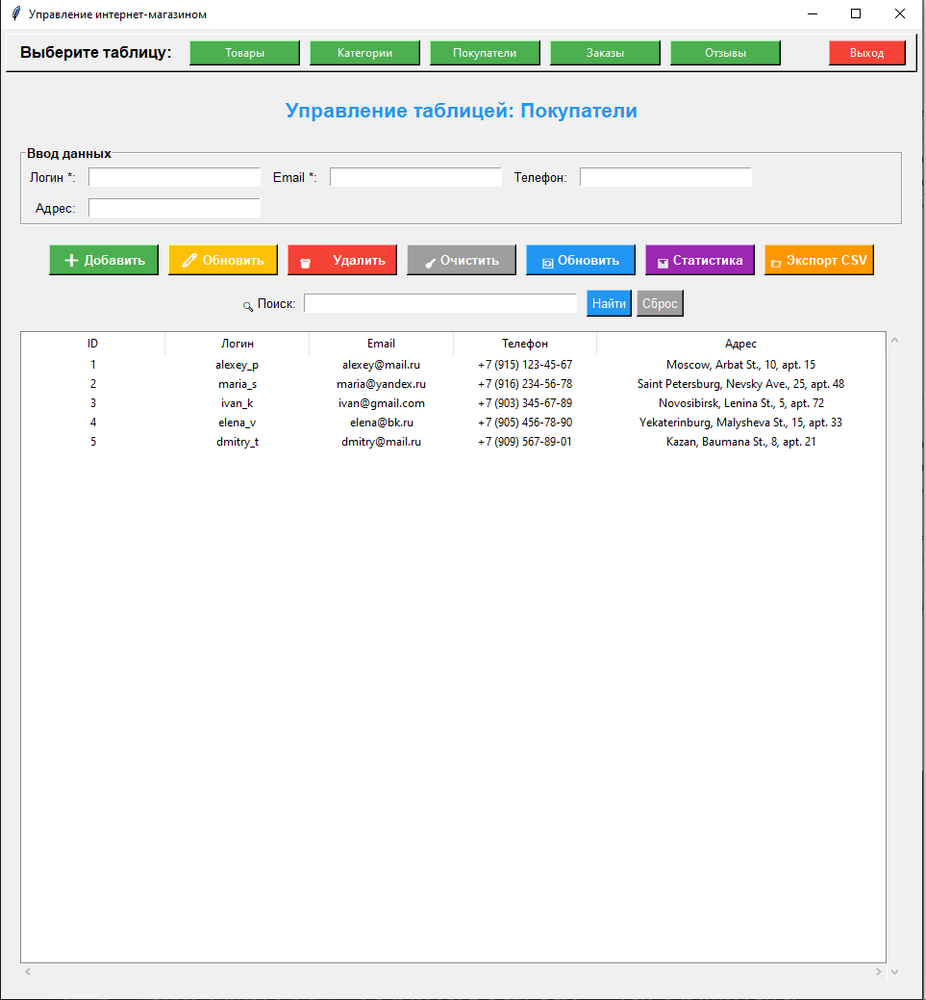 Управление интернет-магазином
Выберите таблицу: Товары Категории Покупатели Заказы Отзывы Выход
Управление таблицей: Покупатели
Ввод данных
Логин *: Email *: Телефон:
Адрес:
Добавить Обновить Удалить Очистить Обновить Статистика Экспорт CSV
Поиск: Найти Сброс
ID Логин Email Телефон Адрес
1 alexey_p alexey@mail.ru +7 (915) 123-45-67 Moscow, Arbat St., 10, apt. 15
2 maria_s maria@yandex.ru +7 (916) 234-56-78 Saint Petersburg, Nevsky Ave., 25, apt. 48
3 ivan_k ivan@gmail.com +7 (903) 345-67-89 Novosibirsk, Lenina St., 5, apt. 72
4 elena_v elena@bk.ru +7 (905) 456-78-90 Yekaterinburg, Malysheva St., 15, apt. 33
5 dmitry_t dmitry@mail.ru +7 (909) 567-89-01 Kazan, Baumana St., 8, apt. 21